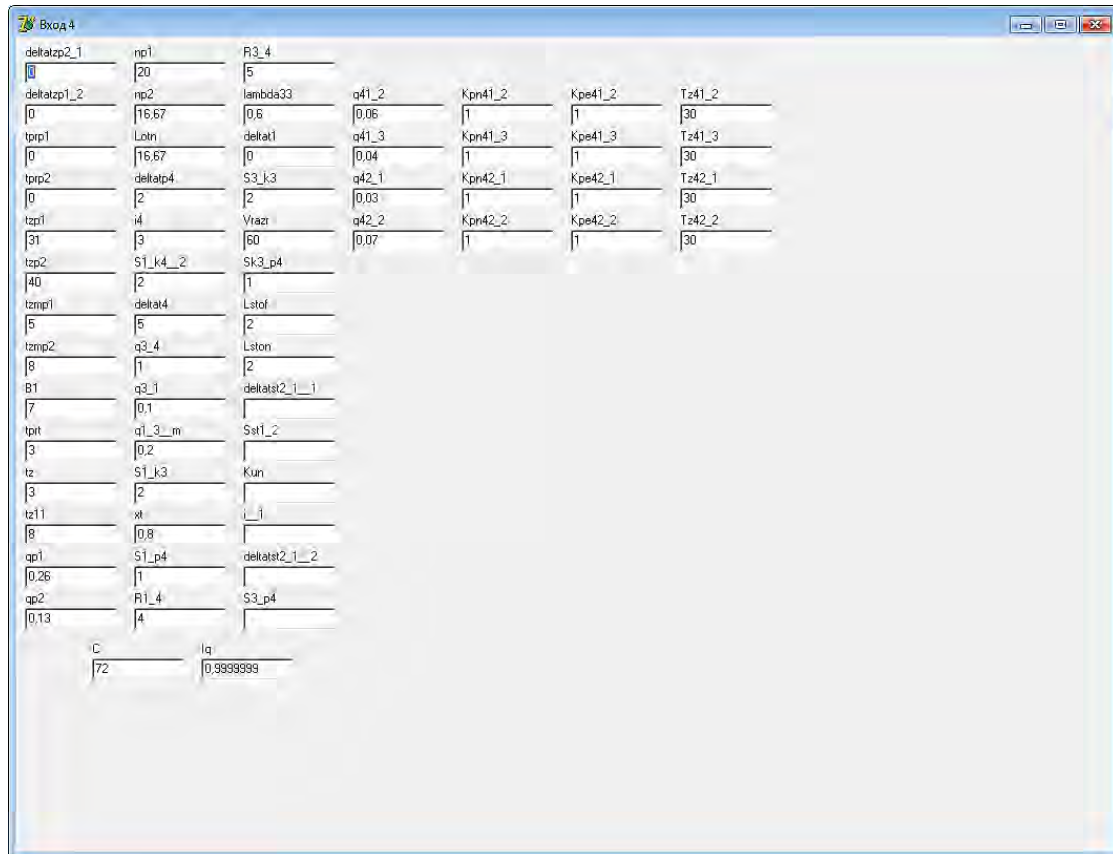 Вход 4
deltatzp2_1 np1 R3_4
0 20 5
deltatzp1_2 np2 lambda33 q41_2 Kpn41_2 Kpe41_2 Tz41_2
0 16,67 0,6 0,06 1 1 30
tprp1 Lotn deltat1 q41_3 Kpn41_3 Kpe41_3 Tz41_3
0 16,67 0 0,04 1 1 30
tprp2 deltatp4 S3_k3 q42_1 Kpn42_1 Kpe42_1 Tz42_1
0 2 2 0,03 1 1 30
tzp1 i4 Vrazr q42_2 Kpn42_2 Kpe42_2 Tz42_2
31 3 60 0,07 1 1 30
tzp2 S1_k4__2 Sk3_p4
40 2 1
tzmp1 deltat4 Lstof
5 5 2
tzmp2 q3_4 Lston
8 1 2
B1 q3_1 deltatst2_1__1
7 0,1
tprt q1_3__m Sst1_2
3 0,2
tz S1_k3 Kun
3 2
tz11 xt i__1
8 0,8
qp1 S1_p4 deltatst2_1__2
0,26 1
qp2 R1_4 S3_p4
0,13 4
C Iq
72 0,9999999